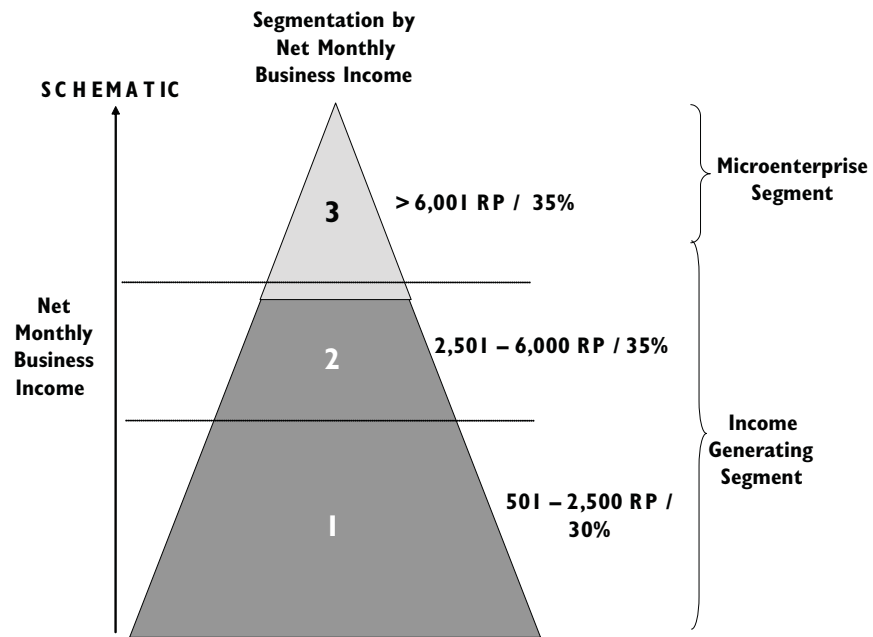 Segmentation by
Net Monthly
Business Income
SCHEMATIC
3
> 6,001 RP / 35%
Microenterprise
Segment
Net
Monthly
Business
Income
2
2,501 – 6,000 RP / 35%
Income
Generating
Segment
1
501 – 2,500 RP /
30%